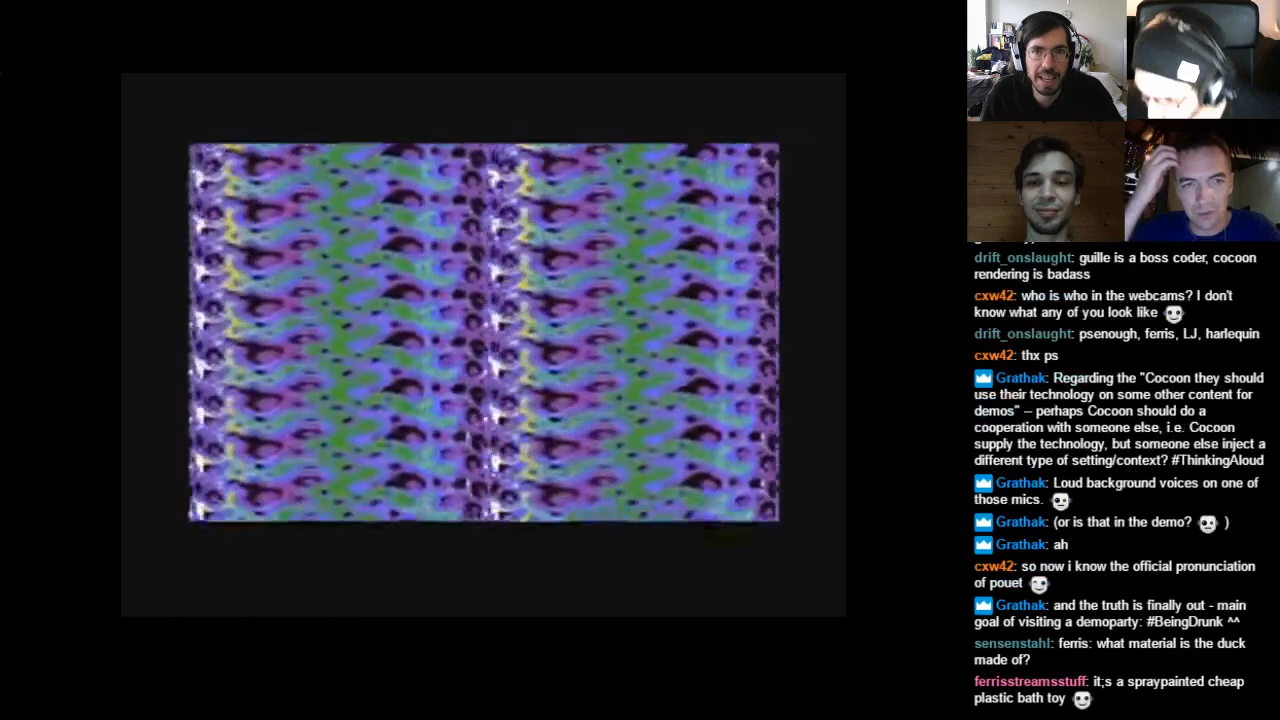 drift_onslaught: guille is a boss coder, cocoon
rendering is badass
cxw42: who is who in the webcams? I don't
know what any of you look like
drift_onslaught: psenough, ferris, LJ, harlequin
cxw42: thx ps
Grathak: Regarding the "Cocoon they should
use their technology on some other content for
demos" – perhaps Cocoon should do a
cooperation with someone else, i.e. Cocoon
supply the technology, but someone else inject a
different type of setting/context? #ThinkingAloud
Grathak: Loud background voices on one of
those mics.
Grathak: (or is that in the demo? )
Grathak: ah
cxw42: so now i know the official pronunciation
of pouet
Grathak: and the truth is finally out - main
goal of visiting a demoparty: #BeingDrunk ^^
sensenstahl: ferris: what material is the duck
made of?
ferrisstreamsstuff: it;s a spraypainted cheap
plastic bath toy